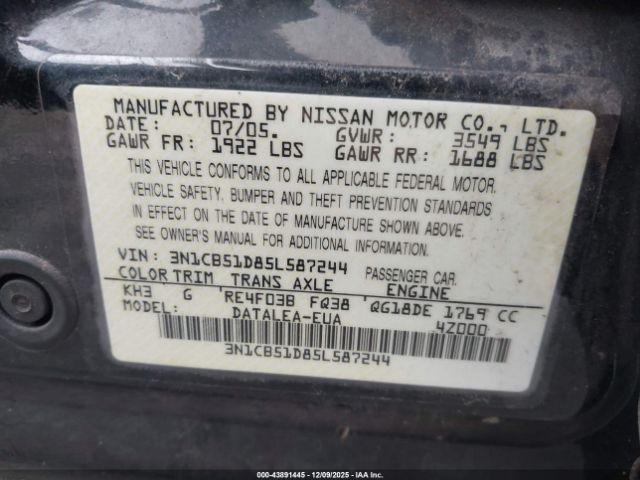 MANUFACTURED BY NISSAN MOTOR CO., LTD.
DATE: 07/05. GVWR: 3549 LBS
GAWR FR: 1922 LBS GAWR RR: 1688 LBS
THIS VEHICLE CONFORMS TO ALL APPLICABLE FEDERAL MOTOR
VEHICLE SAFETY, BUMPER AND THEFT PREVENTION STANDARDS
IN EFFECT ON THE DATE OF MANUFACTURE SHOWN ABOVE.
SEE OWNER'S MANUAL FOR ADDITIONAL INFORMATION.
VIN: 3N1CB51D85L587244 PASSENGER CAR.
COLOR TRIM TRANS AXLE ENGINE
KH3 G RE4F03B FQ38 QG18DE 1769 CC
MODEL: DATALEA-EUA 4Z000
3N1CB51D85L587244
000-43891445 - 12/09/2025 - IAA Inc.